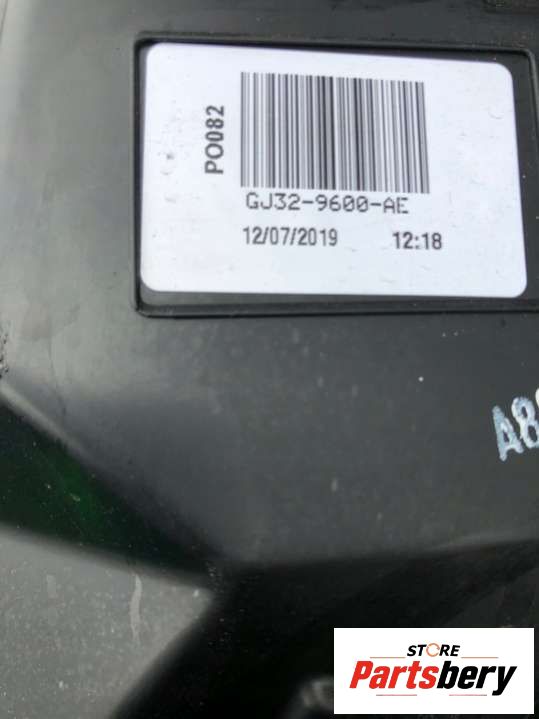 PO082
GJ32-9600-AE
12/07/2019 12:18
STORE
Partsbery